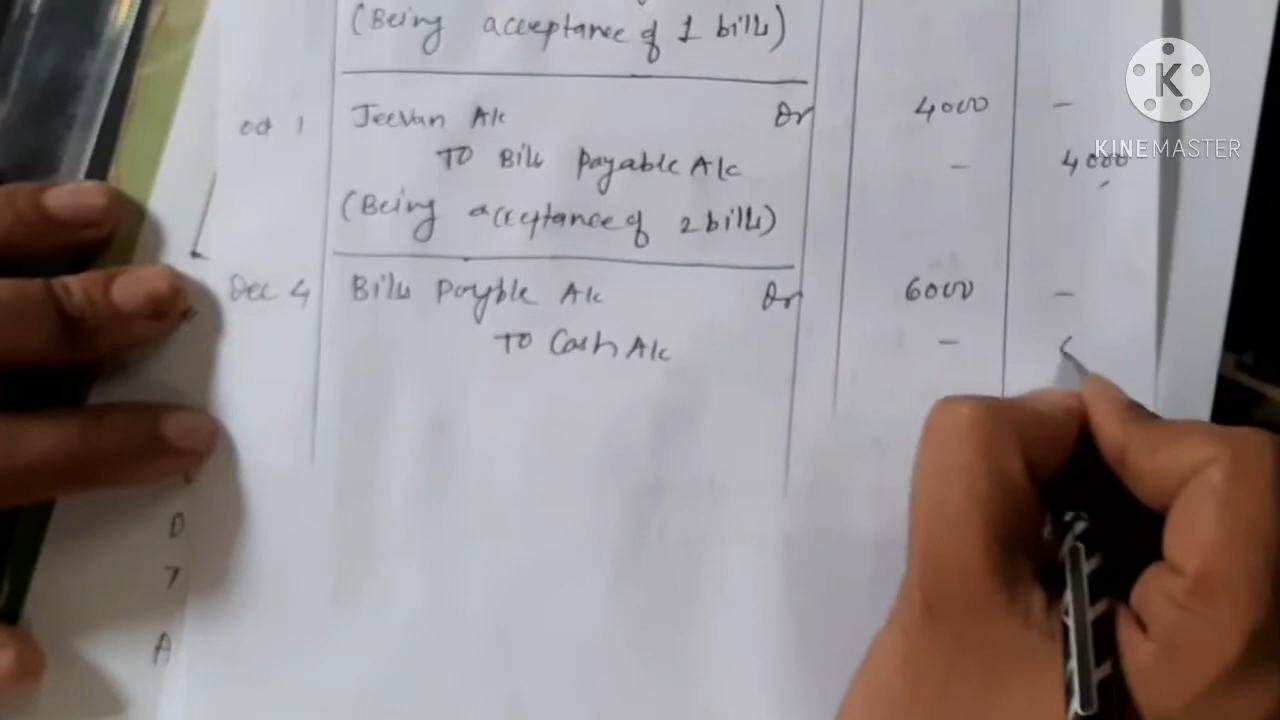 (Being acceptance of 1 bills)
Oct 1 Jeevan A/c Dr 4000 -
To Bills Payable A/c - 4000
(Being acceptance of 2 bills)
Dec 4 Bills Payble A/c Dr 6000 -
To Cash A/c -
D
7
A
K
KINEMASTER